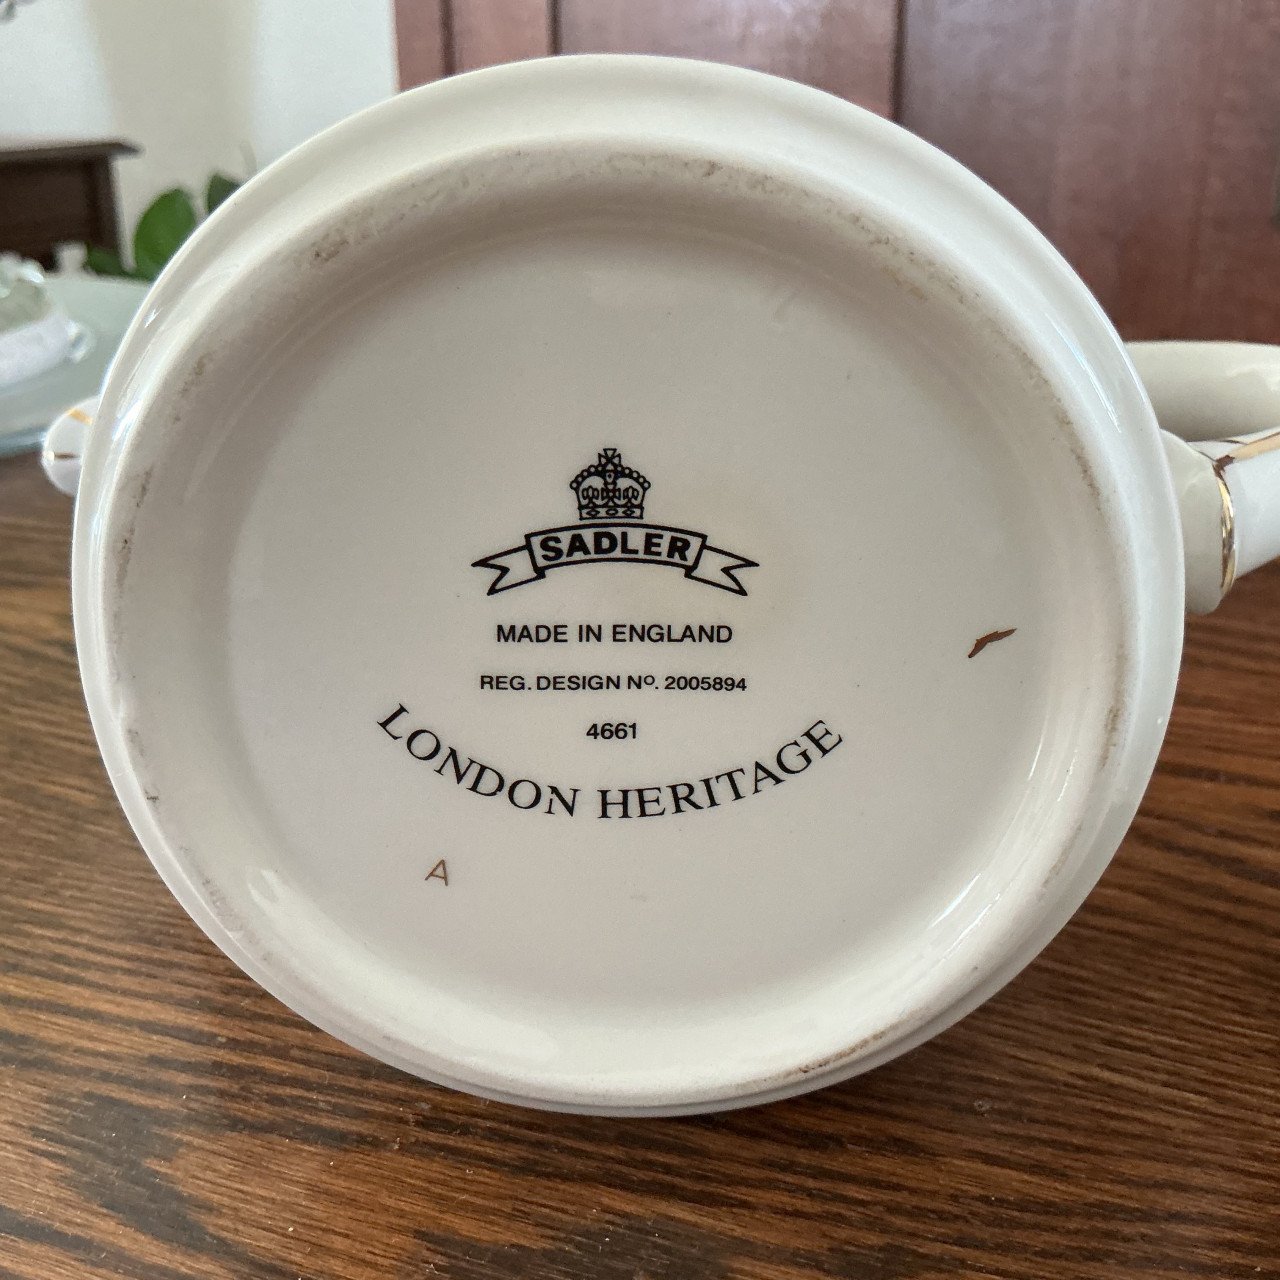 SADLER
MADE IN ENGLAND
REG. DESIGN Nº. 2005894
4661
LONDON HERITAGE
A